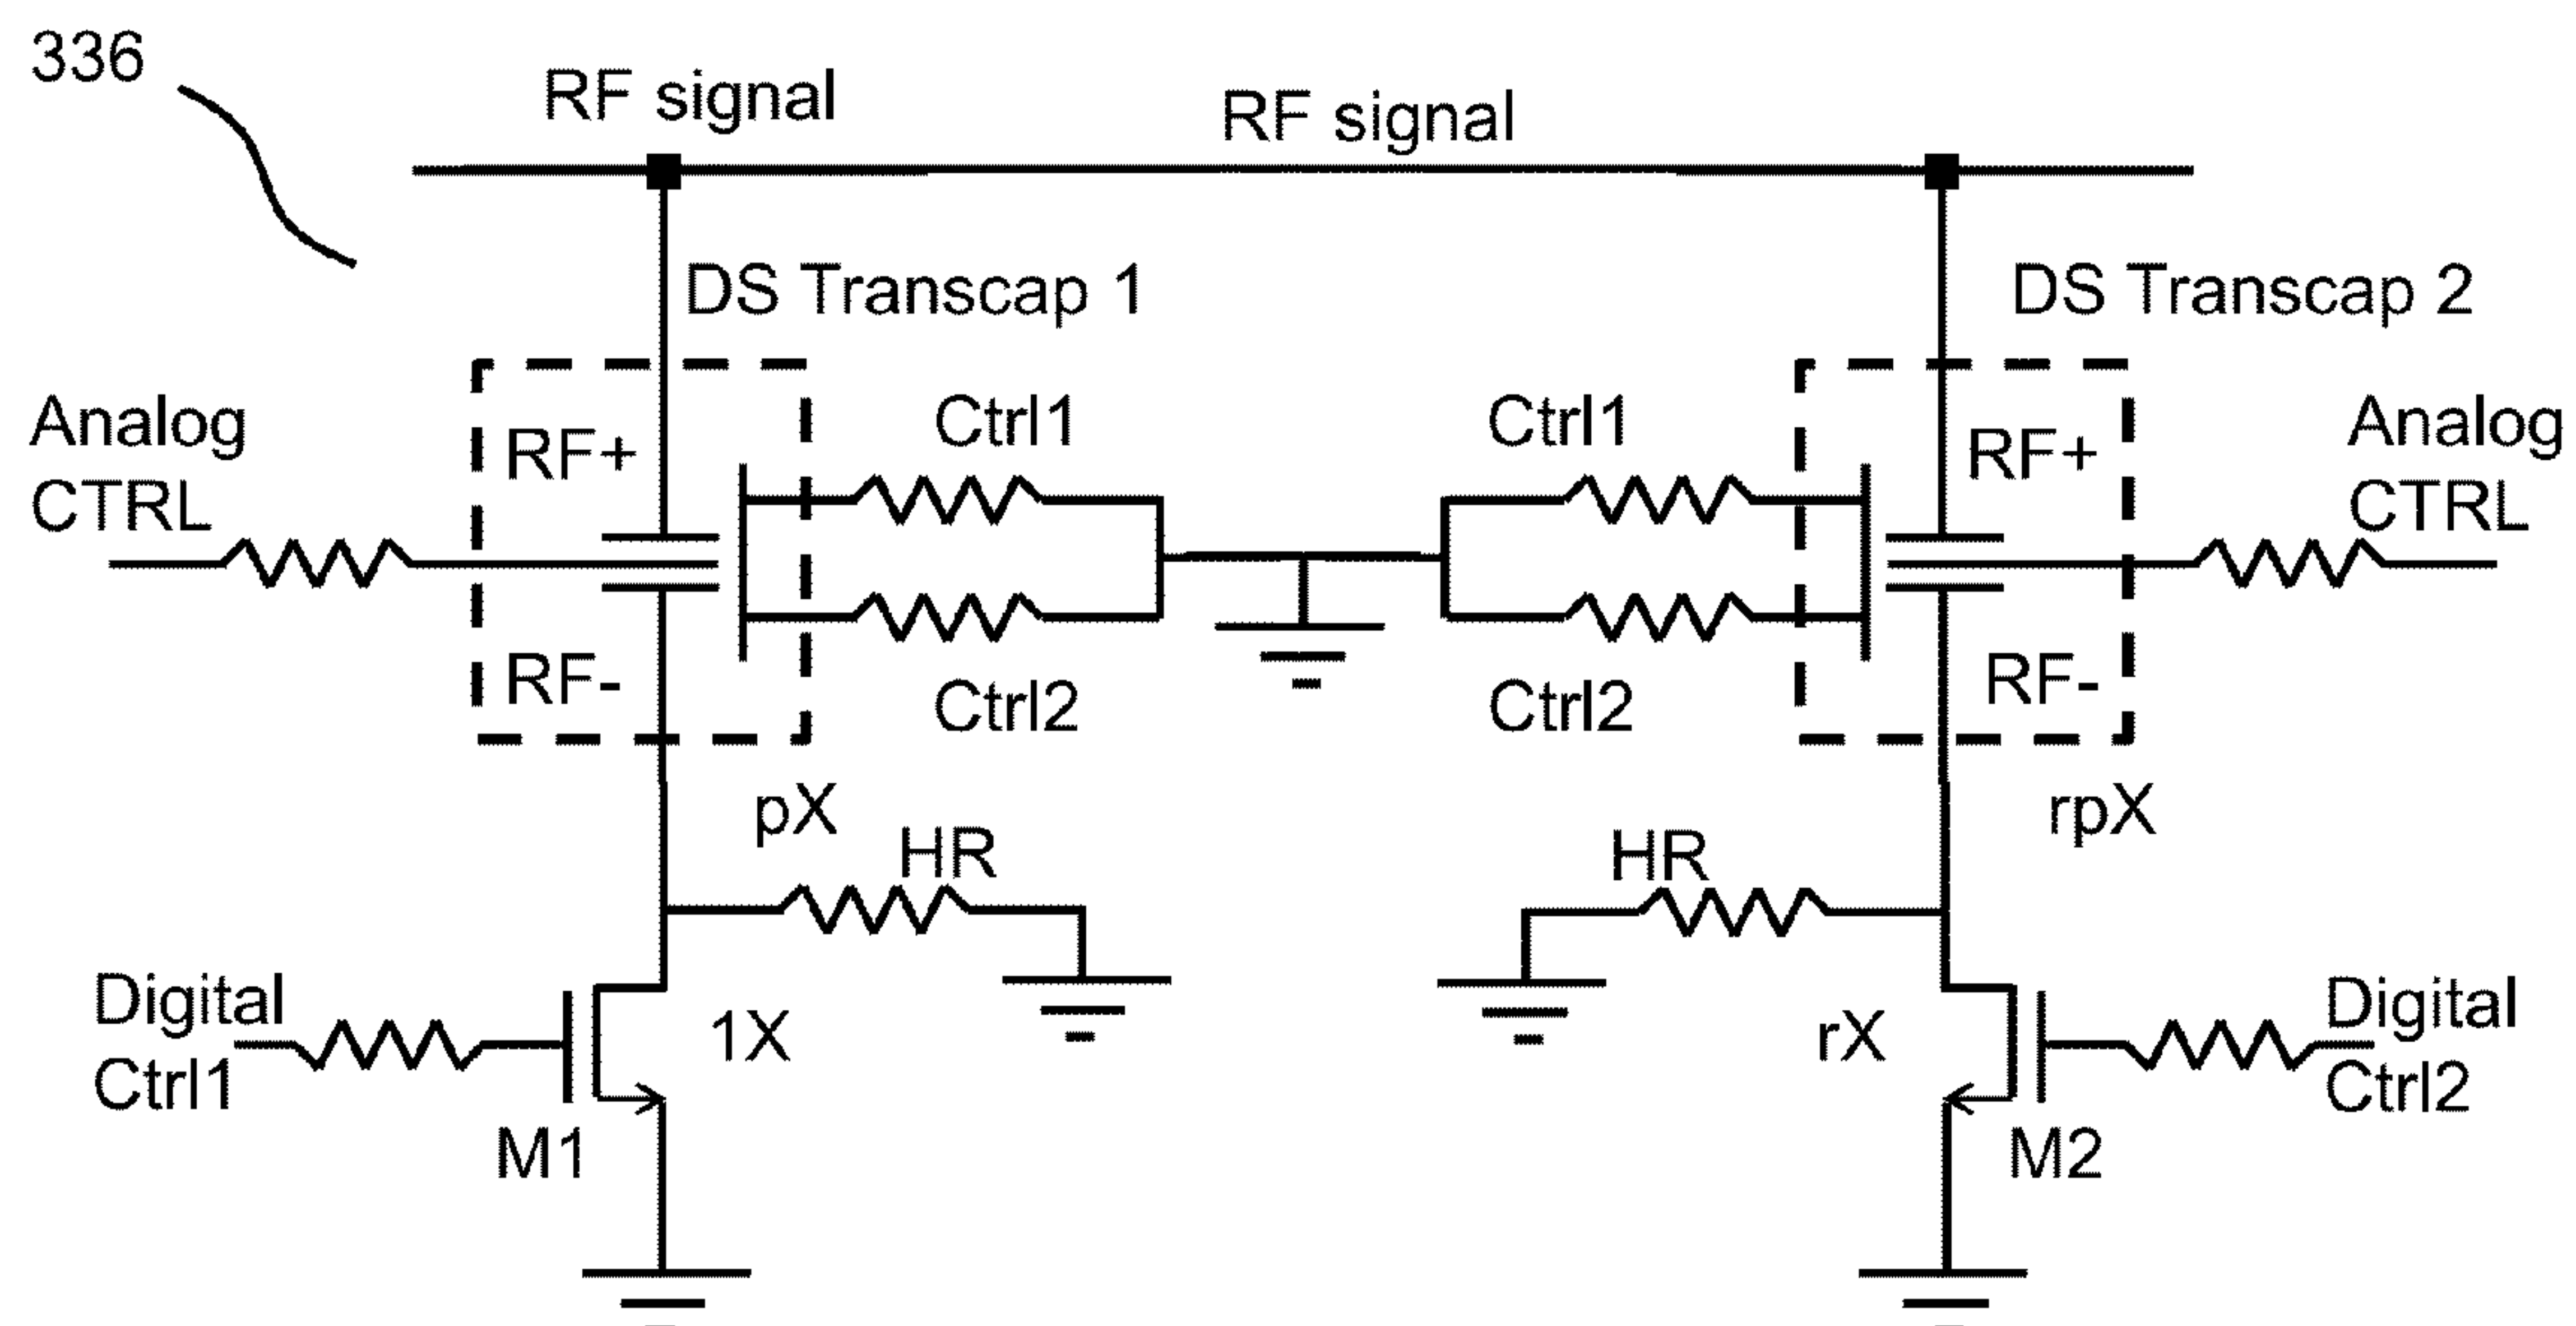 336
RF signal
RF signal
DS Transcap 1
DS Transcap 2
Analog
CTRL
RF+
Ctrl1
Ctrl1
RF+
Analog
CTRL
RF-
Ctrl2
Ctrl2
RF-
pX
HR
HR
rpX
Digital
Ctrl1
1X
M1
rX
Digital
Ctrl2
M2